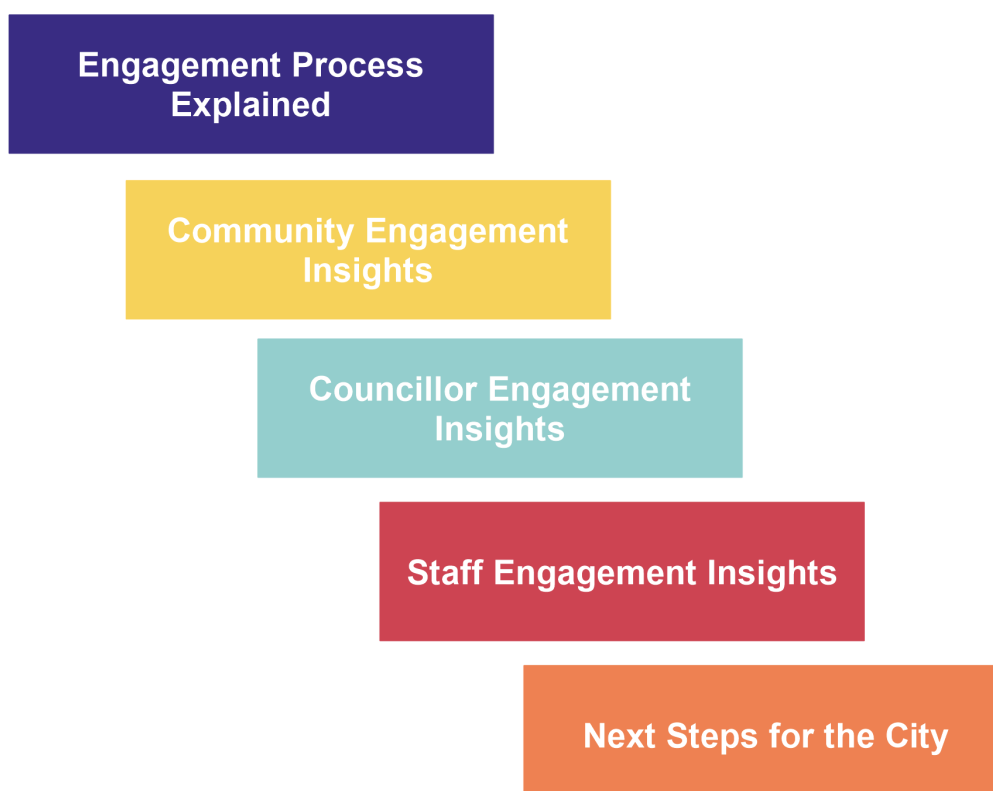 Engagement Process
Explained
Community Engagement
Insights
Councillor Engagement
Insights
Staff Engagement Insights
Next Steps for the City